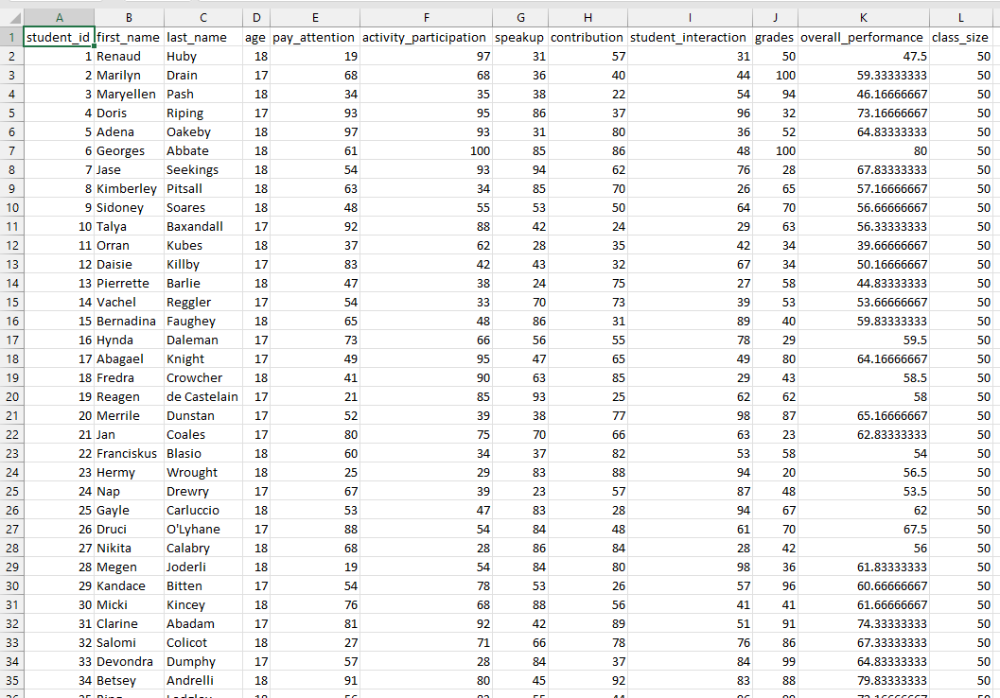 A B C D E F G H I J K L
1 student_id first_name last_name age pay_attention activity_participation speakup contribution student_interaction grades overall_performance class_size
2 1 Renaud Huby 18 19 97 31 57 31 50 47.5 50
3 2 Marilyn Drain 17 68 68 36 40 44 100 59.33333333 50
4 3 Maryellen Pash 18 34 35 38 22 54 94 46.16666667 50
5 4 Doris Riping 17 93 95 86 37 96 32 73.16666667 50
6 5 Adena Oakeby 18 97 93 31 80 36 52 64.83333333 50
7 6 Georges Abbate 18 61 100 85 86 48 100 80 50
8 7 Jase Seekings 18 54 93 94 62 76 28 67.83333333 50
9 8 Kimberley Pitsall 18 63 34 85 70 26 65 57.16666667 50
10 9 Sidoney Soares 18 48 55 53 50 64 70 56.66666667 50
11 10 Talya Baxandall 17 92 88 42 24 29 63 56.33333333 50
12 11 Orran Kubes 18 37 62 28 35 42 34 39.66666667 50
13 12 Daisie Killby 17 83 42 43 32 67 34 50.16666667 50
14 13 Pierrette Barlie 18 47 38 24 75 27 58 44.83333333 50
15 14 Vachel Reggler 17 54 33 70 73 39 53 53.66666667 50
16 15 Bernadina Faughey 18 65 48 86 31 89 40 59.83333333 50
17 16 Hynda Daleman 17 73 66 56 55 78 29 59.5 50
18 17 Abagael Knight 17 49 95 47 65 49 80 64.16666667 50
19 18 Fredra Crowcher 18 41 90 63 85 29 43 58.5 50
20 19 Reagen de Castelain 17 21 85 93 25 62 62 58 50
21 20 Merrile Dunstan 17 52 39 38 77 98 87 65.16666667 50
22 21 Jan Coales 17 80 75 70 66 63 23 62.83333333 50
23 22 Franciskus Blasio 18 60 34 37 82 53 58 54 50
24 23 Hermy Wrought 18 25 29 83 88 94 20 56.5 50
25 24 Nap Drewry 17 67 39 23 57 87 48 53.5 50
26 25 Gayle Carluccio 18 53 47 83 28 94 67 62 50
27 26 Druci O'Lyhane 17 88 54 84 48 61 70 67.5 50
28 27 Nikita Calabry 18 68 28 86 84 28 42 56 50
29 28 Megen Joderli 18 19 54 84 80 98 36 61.83333333 50
30 29 Kandace Bitten 17 54 78 53 26 57 96 60.66666667 50
31 30 Micki Kincey 18 76 68 88 56 41 41 61.66666667 50
32 31 Clarine Abadam 17 81 92 42 89 51 91 74.33333333 50
33 32 Salomi Colicot 18 27 71 66 78 76 86 67.33333333 50
34 33 Devondra Dumphy 17 57 28 84 37 84 99 64.83333333 50
35 34 Betsey Andrelli 18 91 80 45 92 83 88 79.83333333 50